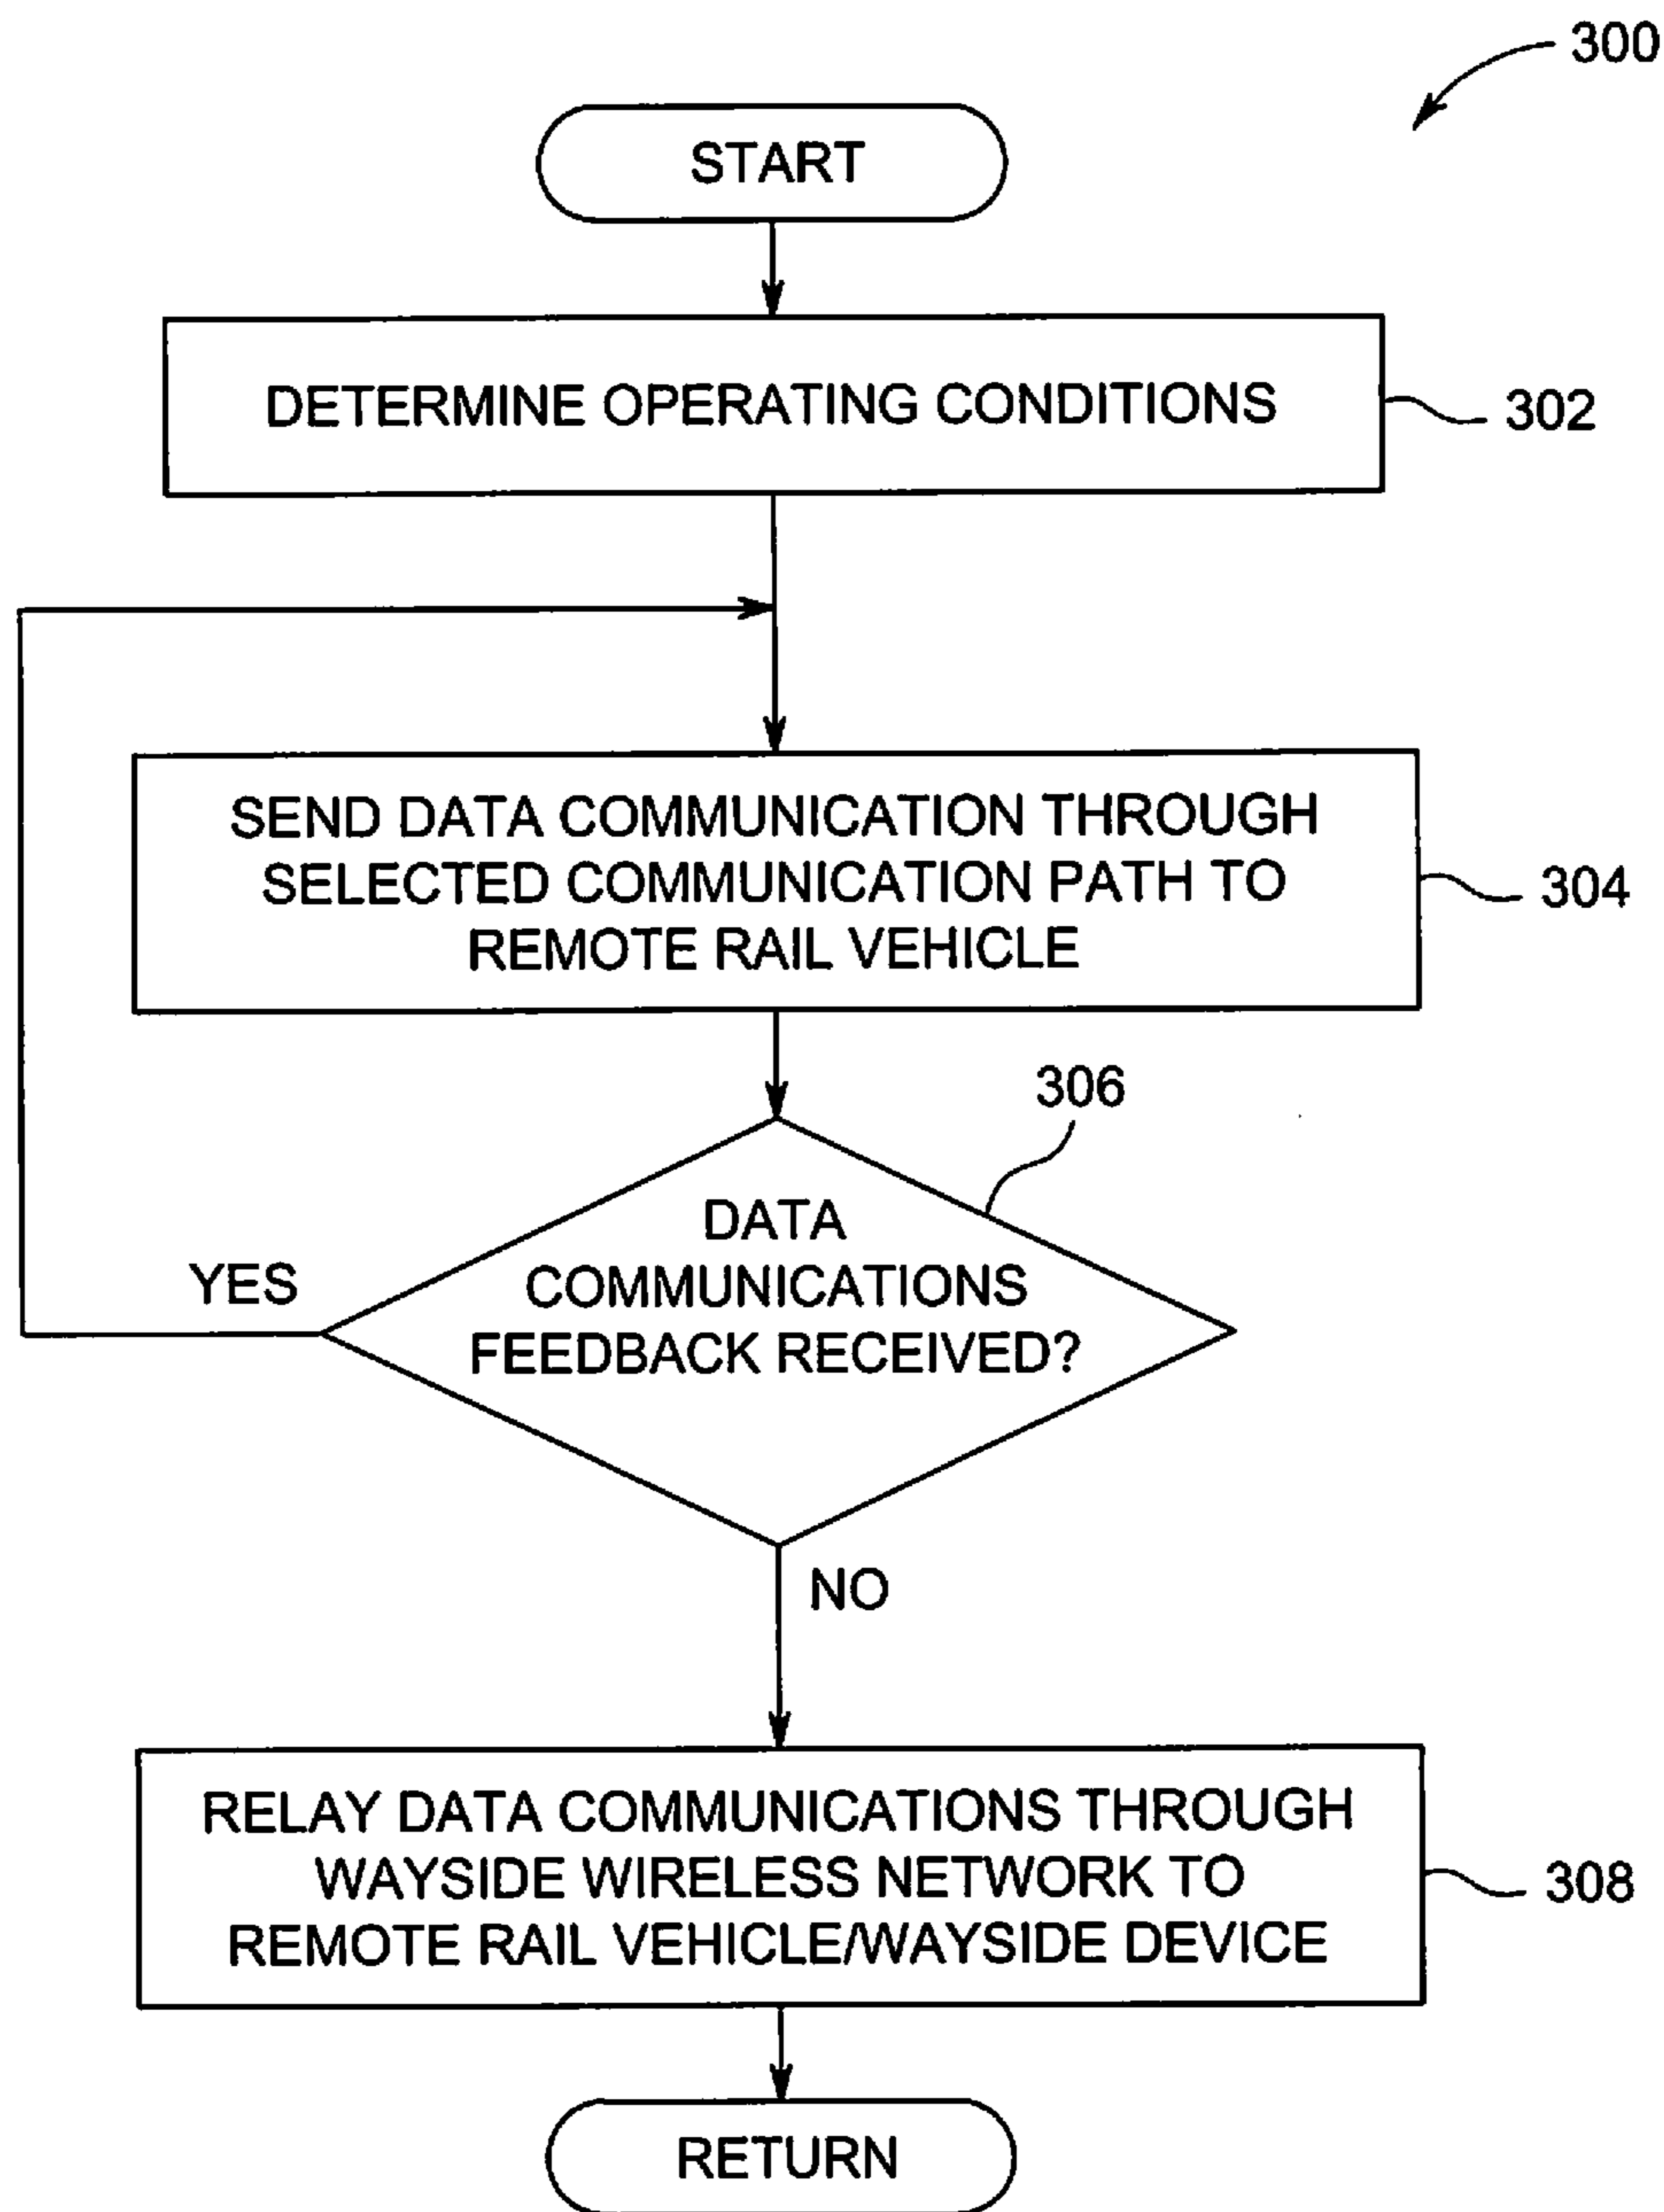 300
START
DETERMINE OPERATING CONDITIONS
302
SEND DATA COMMUNICATION THROUGH
SELECTED COMMUNICATION PATH TO
REMOTE RAIL VEHICLE
304
306
DATA
COMMUNICATIONS
FEEDBACK RECEIVED?
YES
NO
RELAY DATA COMMUNICATIONS THROUGH
WAYSIDE WIRELESS NETWORK TO
REMOTE RAIL VEHICLE/WAYSIDE DEVICE
308
RETURN